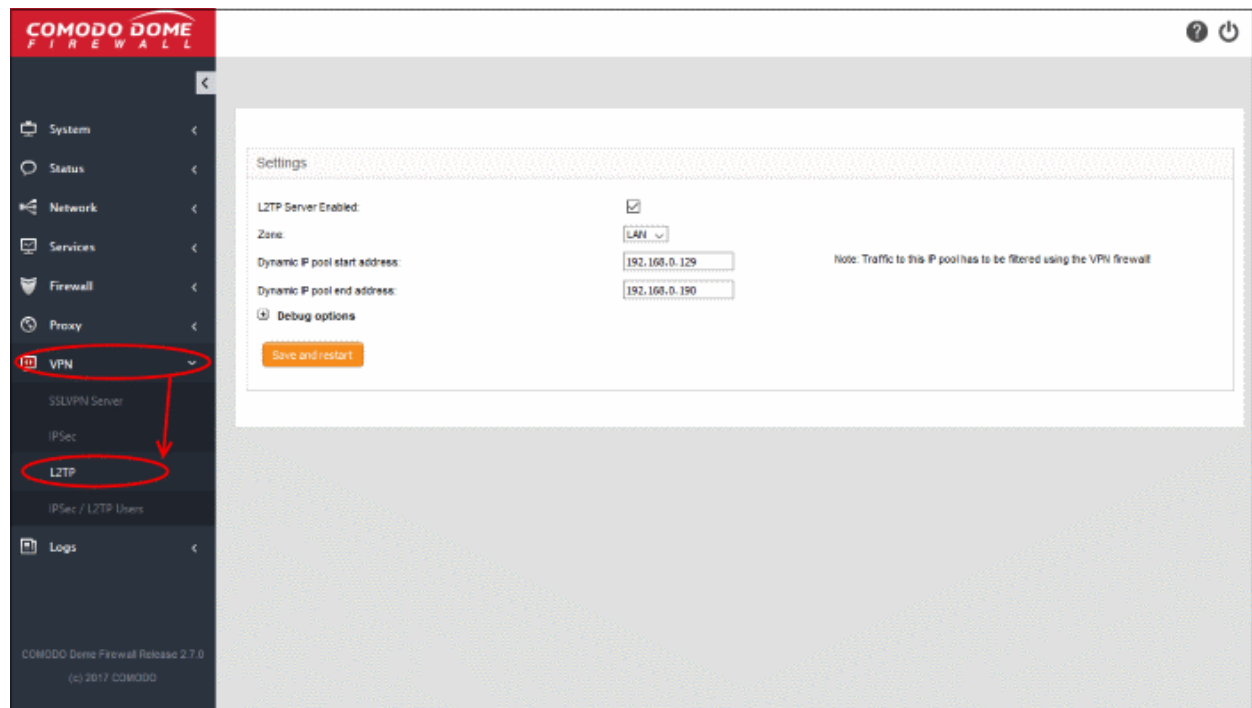 COMODO DOME
FIREWALL
System
Status
Network
Services
Firewall
Proxy
VPN
SSLVPN Server
IPSec
L2TP
IPSec / L2TP Users
Logs
COMODO Dome Firewall Release 2.7.0
(c) 2017 COMODO
Settings
L2TP Server Enabled:
Zone: LAN
Dynamic IP pool start address: 192.168.0.129 Note: Traffic to this IP pool has to be filtered using the VPN firewall!
Dynamic IP pool end address: 192.168.0.190
Debug options
Save and restart